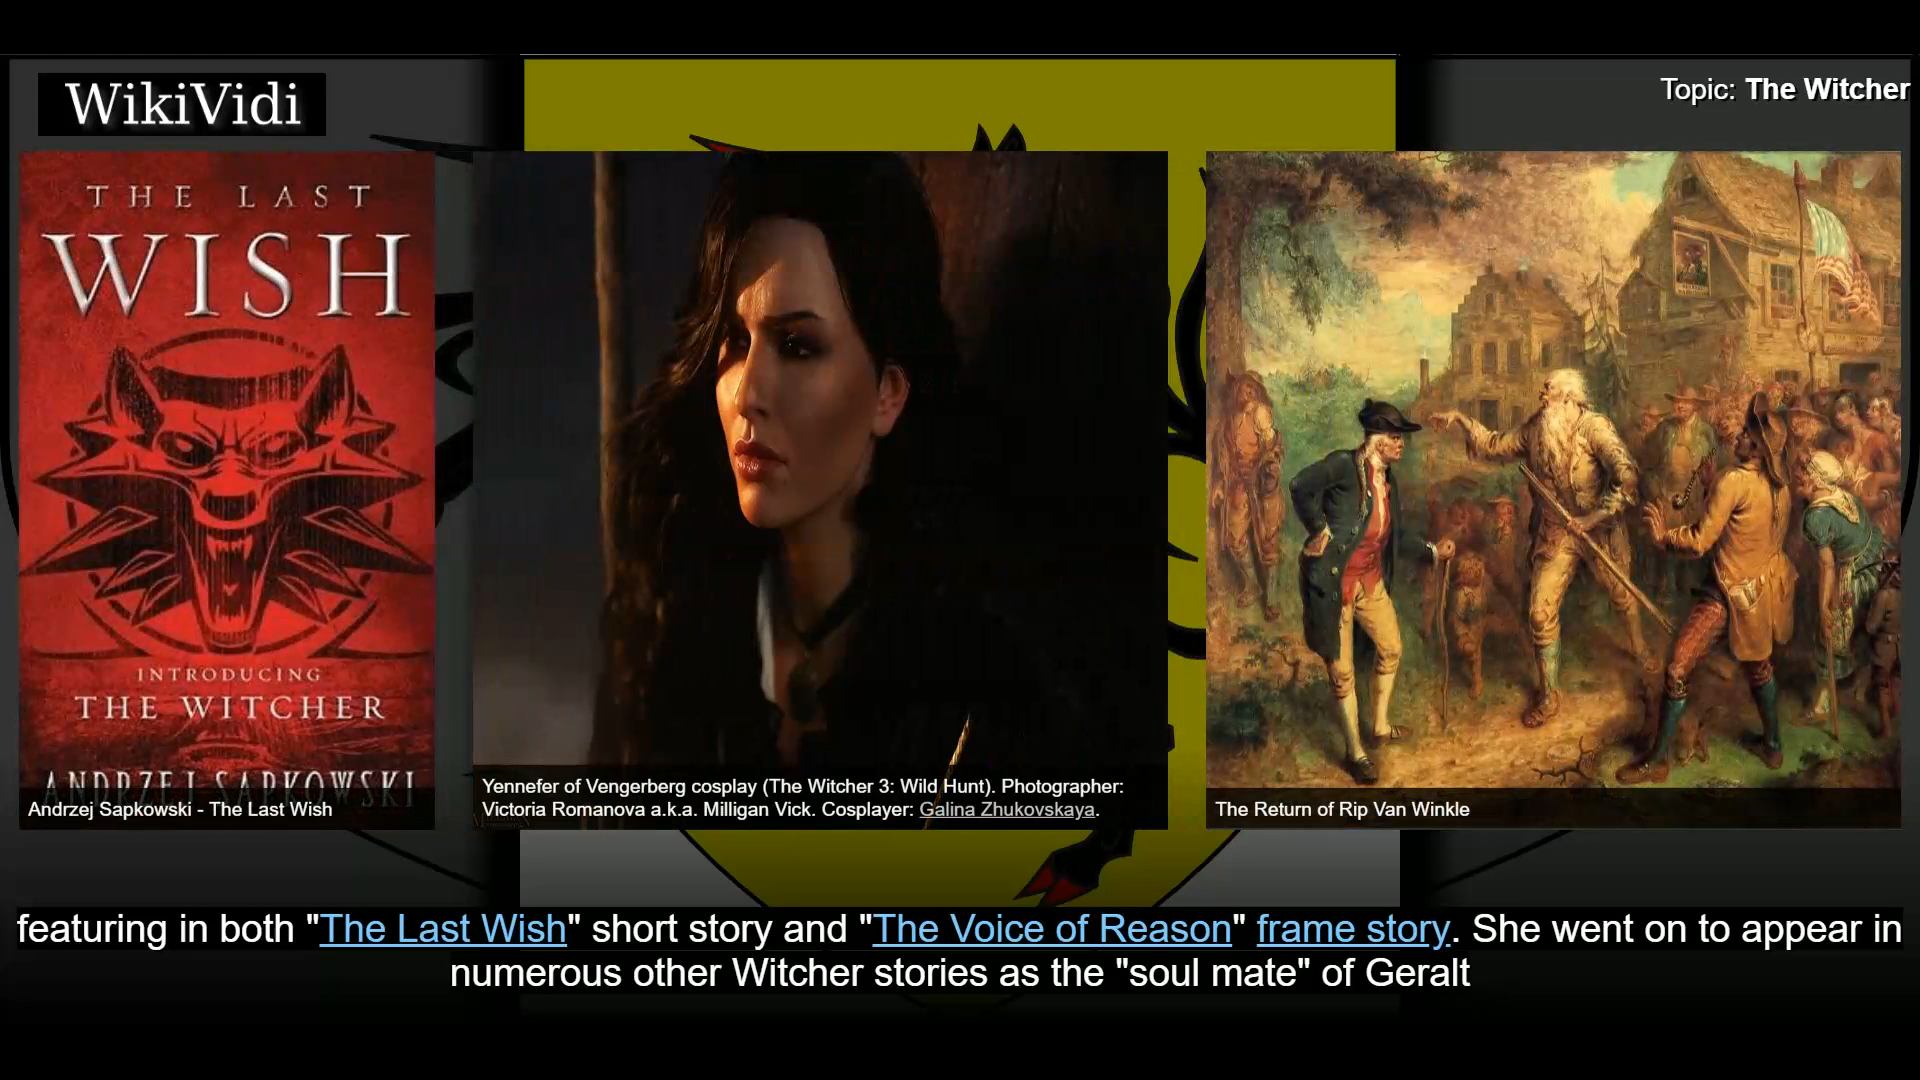 WikiVidi
Topic: The Witcher
THE LAST
WISH
INTRODUCING
THE WITCHER
ANDRZEJ SAPKOWSKI
Andrzej Sapkowski - The Last Wish
Yennefer of Vengerberg cosplay (The Witcher 3: Wild Hunt). Photographer:
Victoria Romanova a.k.a. Milligan Vick. Cosplayer: Galina Zhukovskaya.
The Return of Rip Van Winkle
featuring in both "The Last Wish" short story and "The Voice of Reason" frame story. She went on to appear in
numerous other Witcher stories as the "soul mate" of Geralt